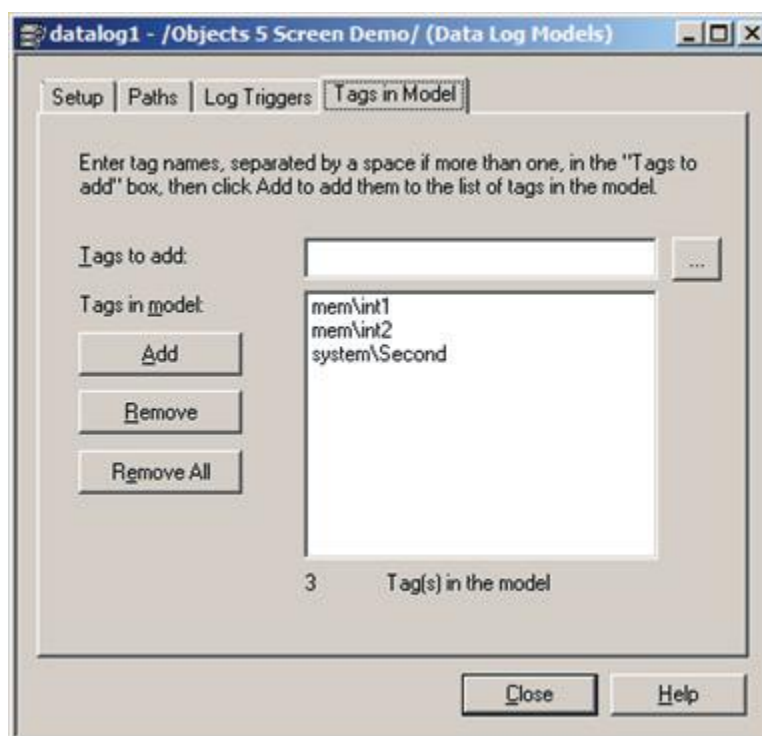 datalog1 - /Objects 5 Screen Demo/ (Data Log Models)
Setup Paths Log Triggers Tags in Model
Enter tag names, separated by a space if more than one, in the "Tags to
add" box, then click Add to add them to the list of tags in the model.
Tags to add:
...
Tags in model:
mem\int1
mem\int2
system\Second
Add
Remove
Remove All
3 Tag(s) in the model
Close Help